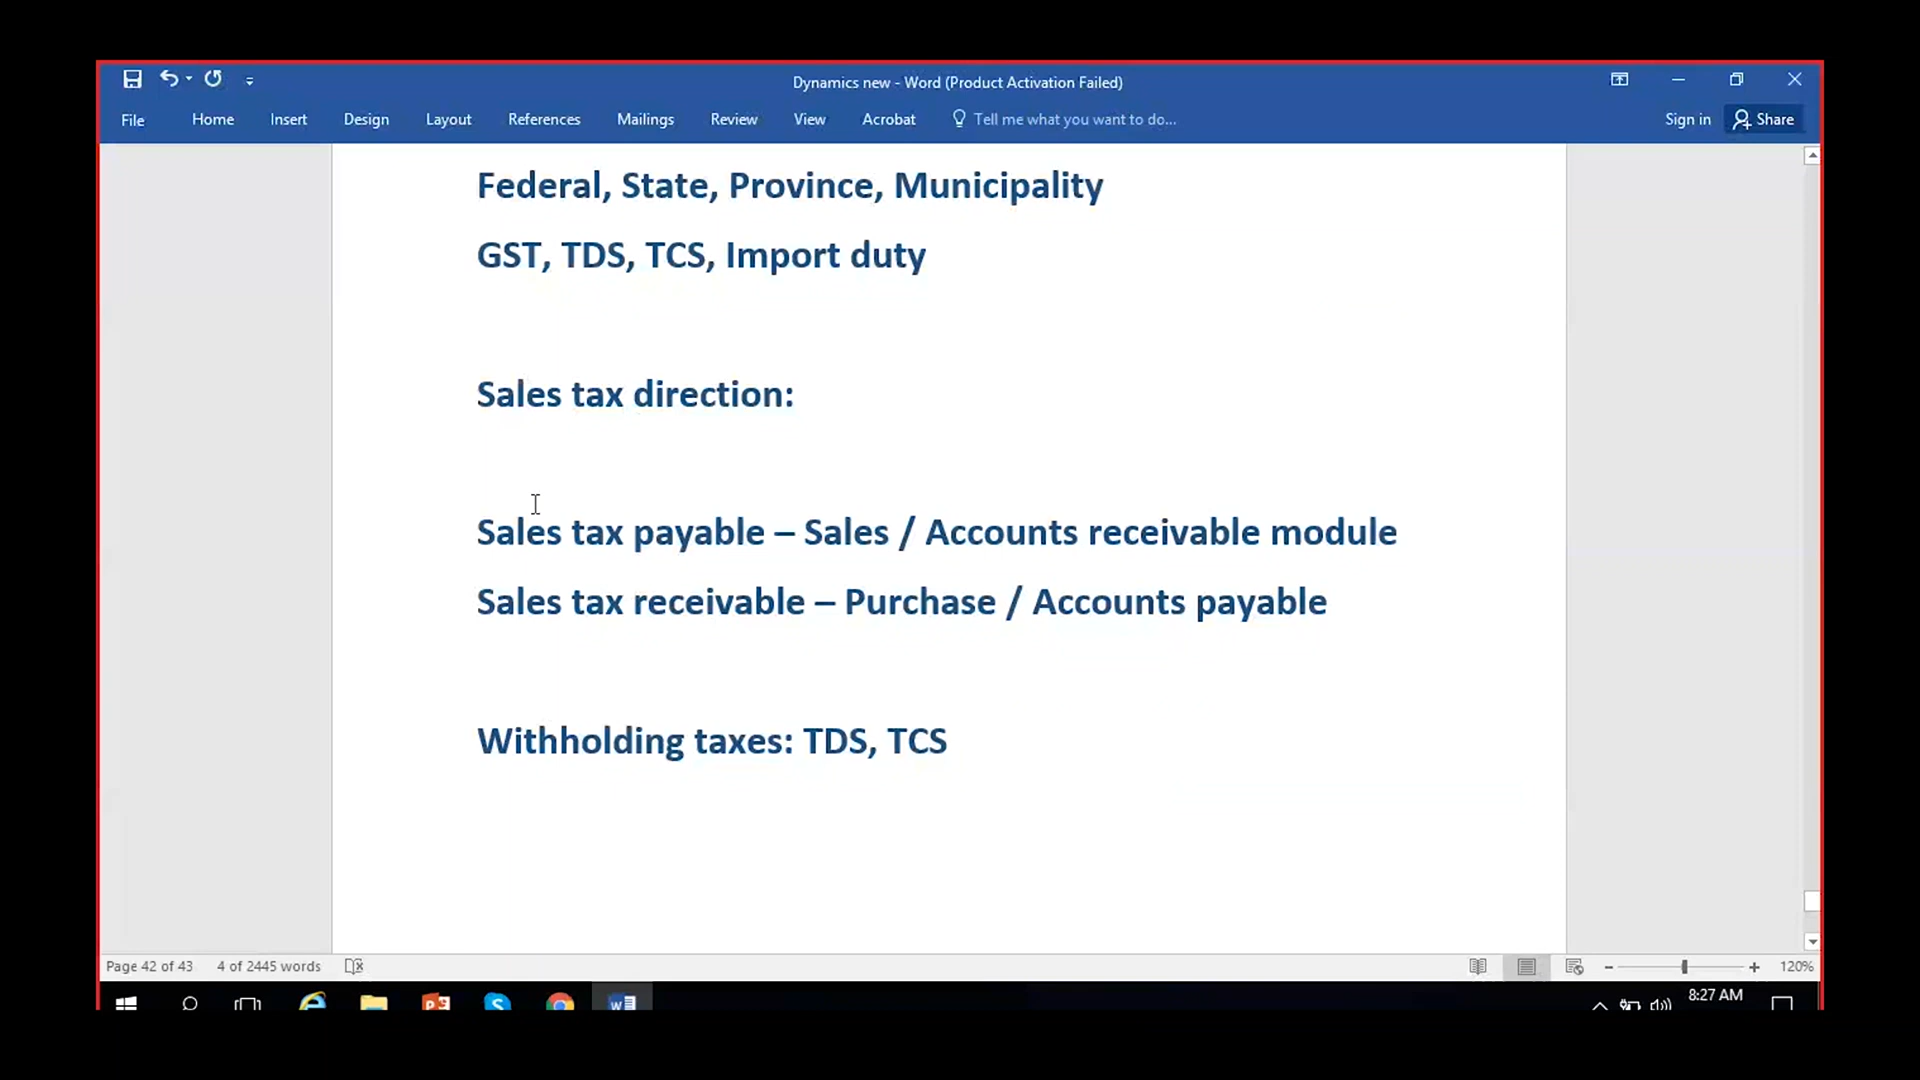 Dynamics new - Word (Product Activation Failed)
File Home Insert Design Layout References Mailings Review View Acrobat Tell me what you want to do... Sign in Share
Federal, State, Province, Municipality
GST, TDS, TCS, Import duty
Sales tax direction:
Sales tax payable – Sales / Accounts receivable module
Sales tax receivable – Purchase / Accounts payable
Withholding taxes: TDS, TCS
Page 42 of 43 4 of 2445 words 120%
8:27 AM